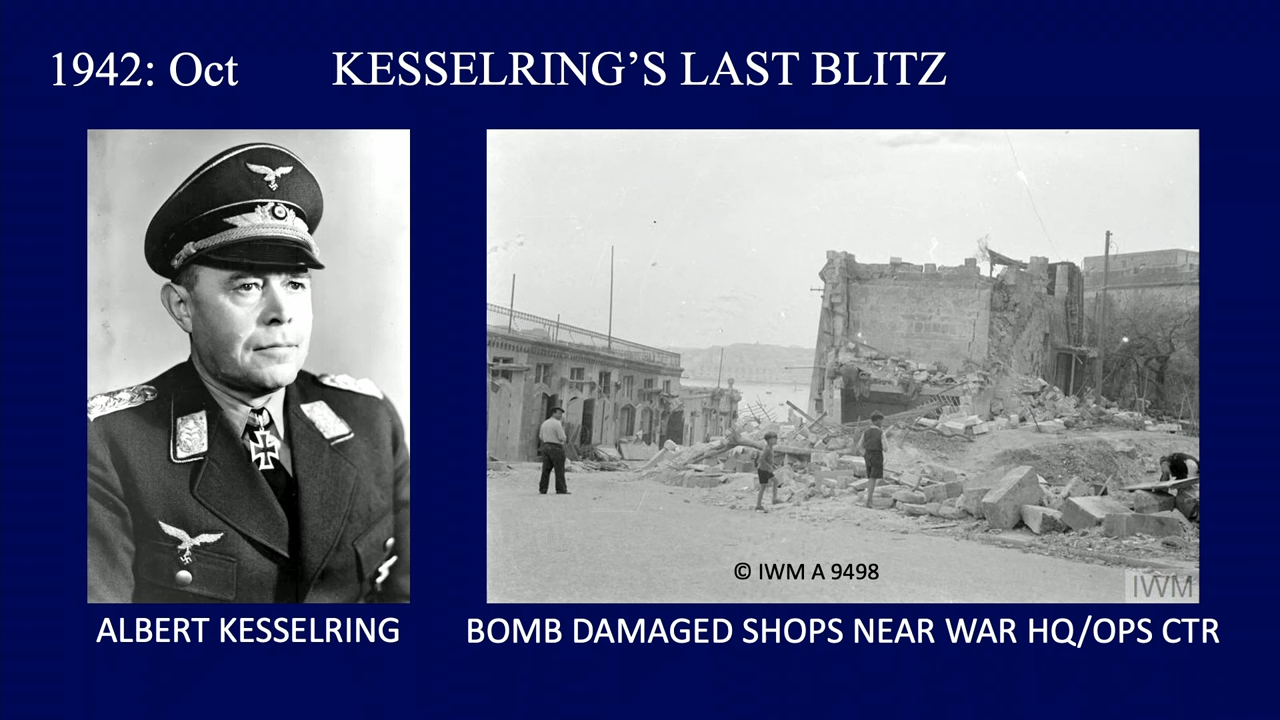 1942: Oct KESSELRING’S LAST BLITZ
© IWM A 9498
IWM
ALBERT KESSELRING
BOMB DAMAGED SHOPS NEAR WAR HQ/OPS CTR